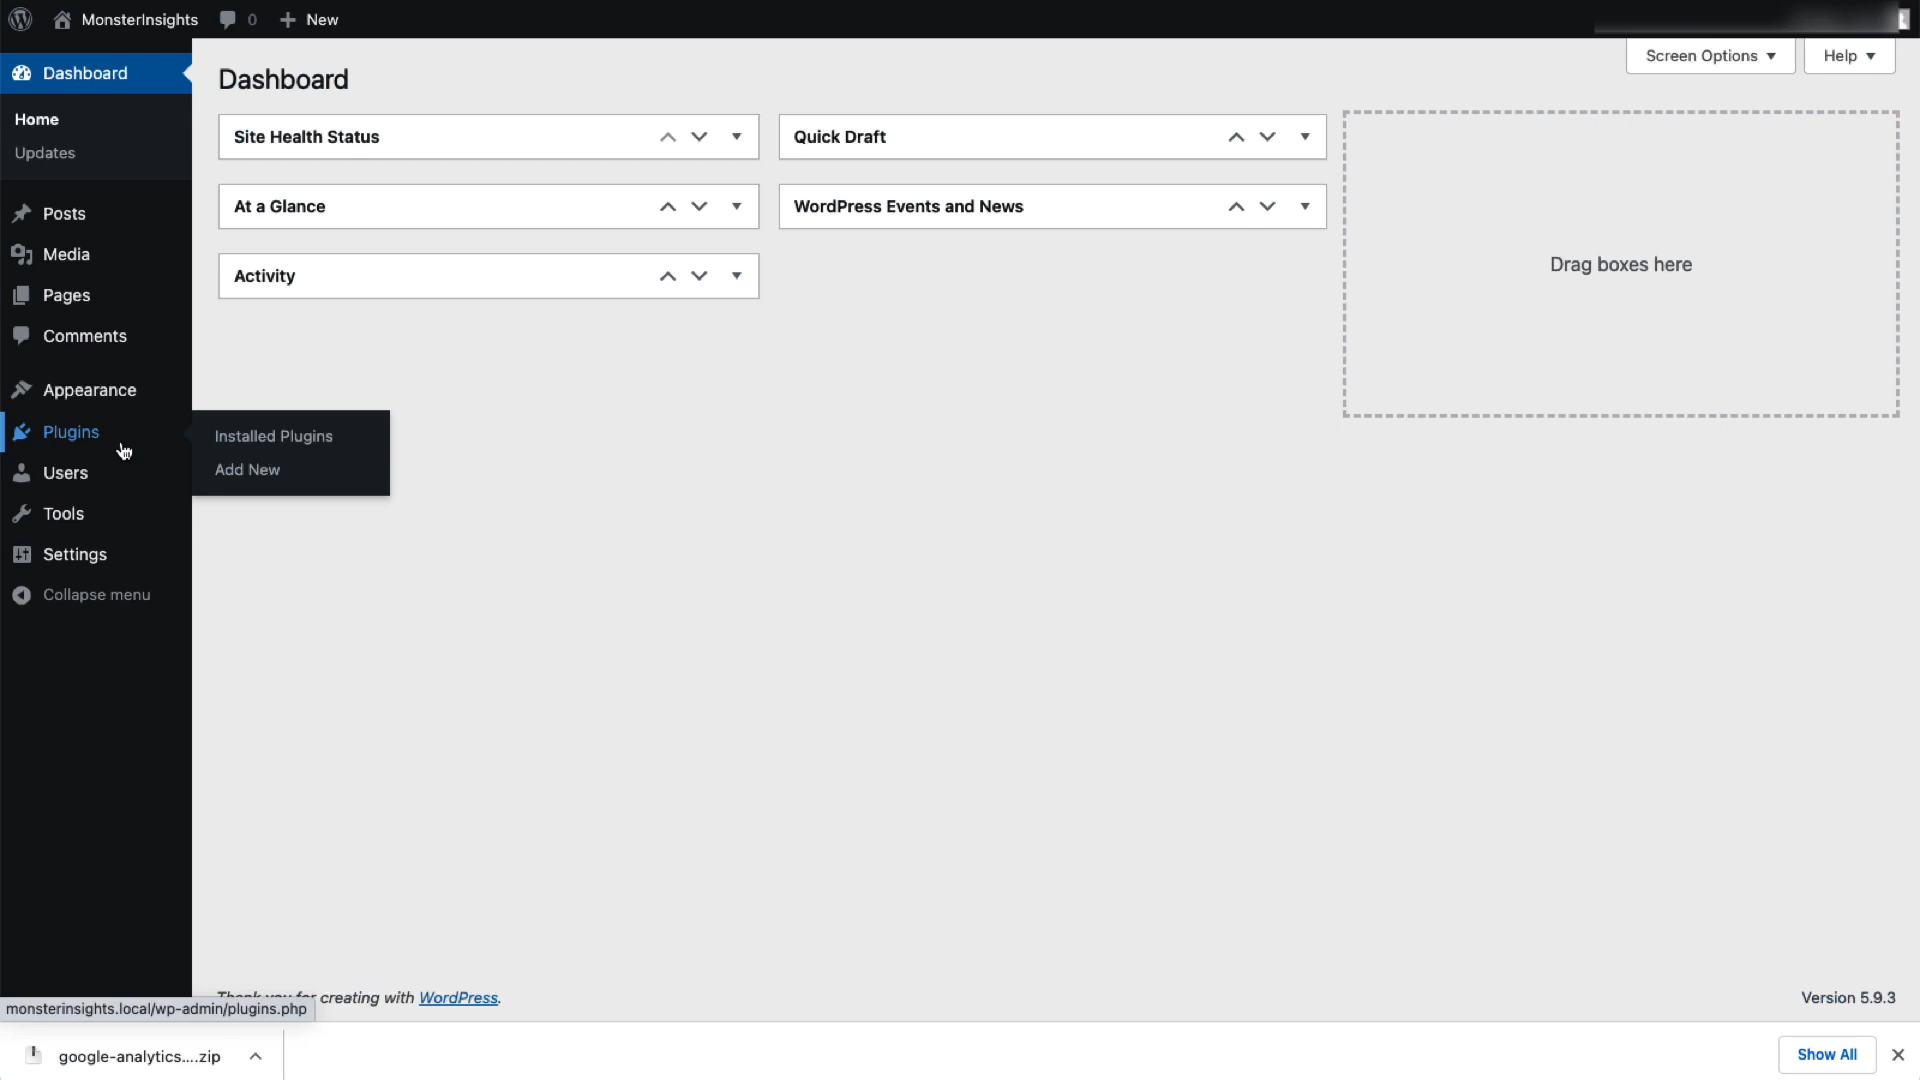 MonsterInsights 0 New
Screen Options Help
Dashboard
Home
Updates
Posts
Media
Pages
Comments
Appearance
Plugins
Users
Tools
Settings
Collapse menu
Installed Plugins
Add New
Dashboard
Site Health Status
At a Glance
Activity
Quick Draft
WordPress Events and News
Drag boxes here
Thank you for creating with WordPress.
Version 5.9.3
monsterinsights.local/wp-admin/plugins.php
google-analytics....zip
Show All